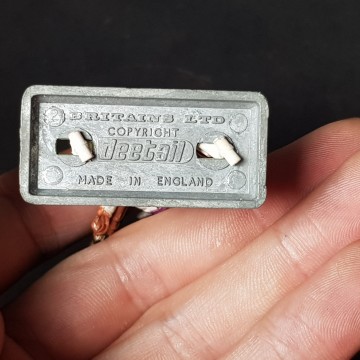 BRITAINS LTD
COPYRIGHT
deetail
MADE IN ENGLAND